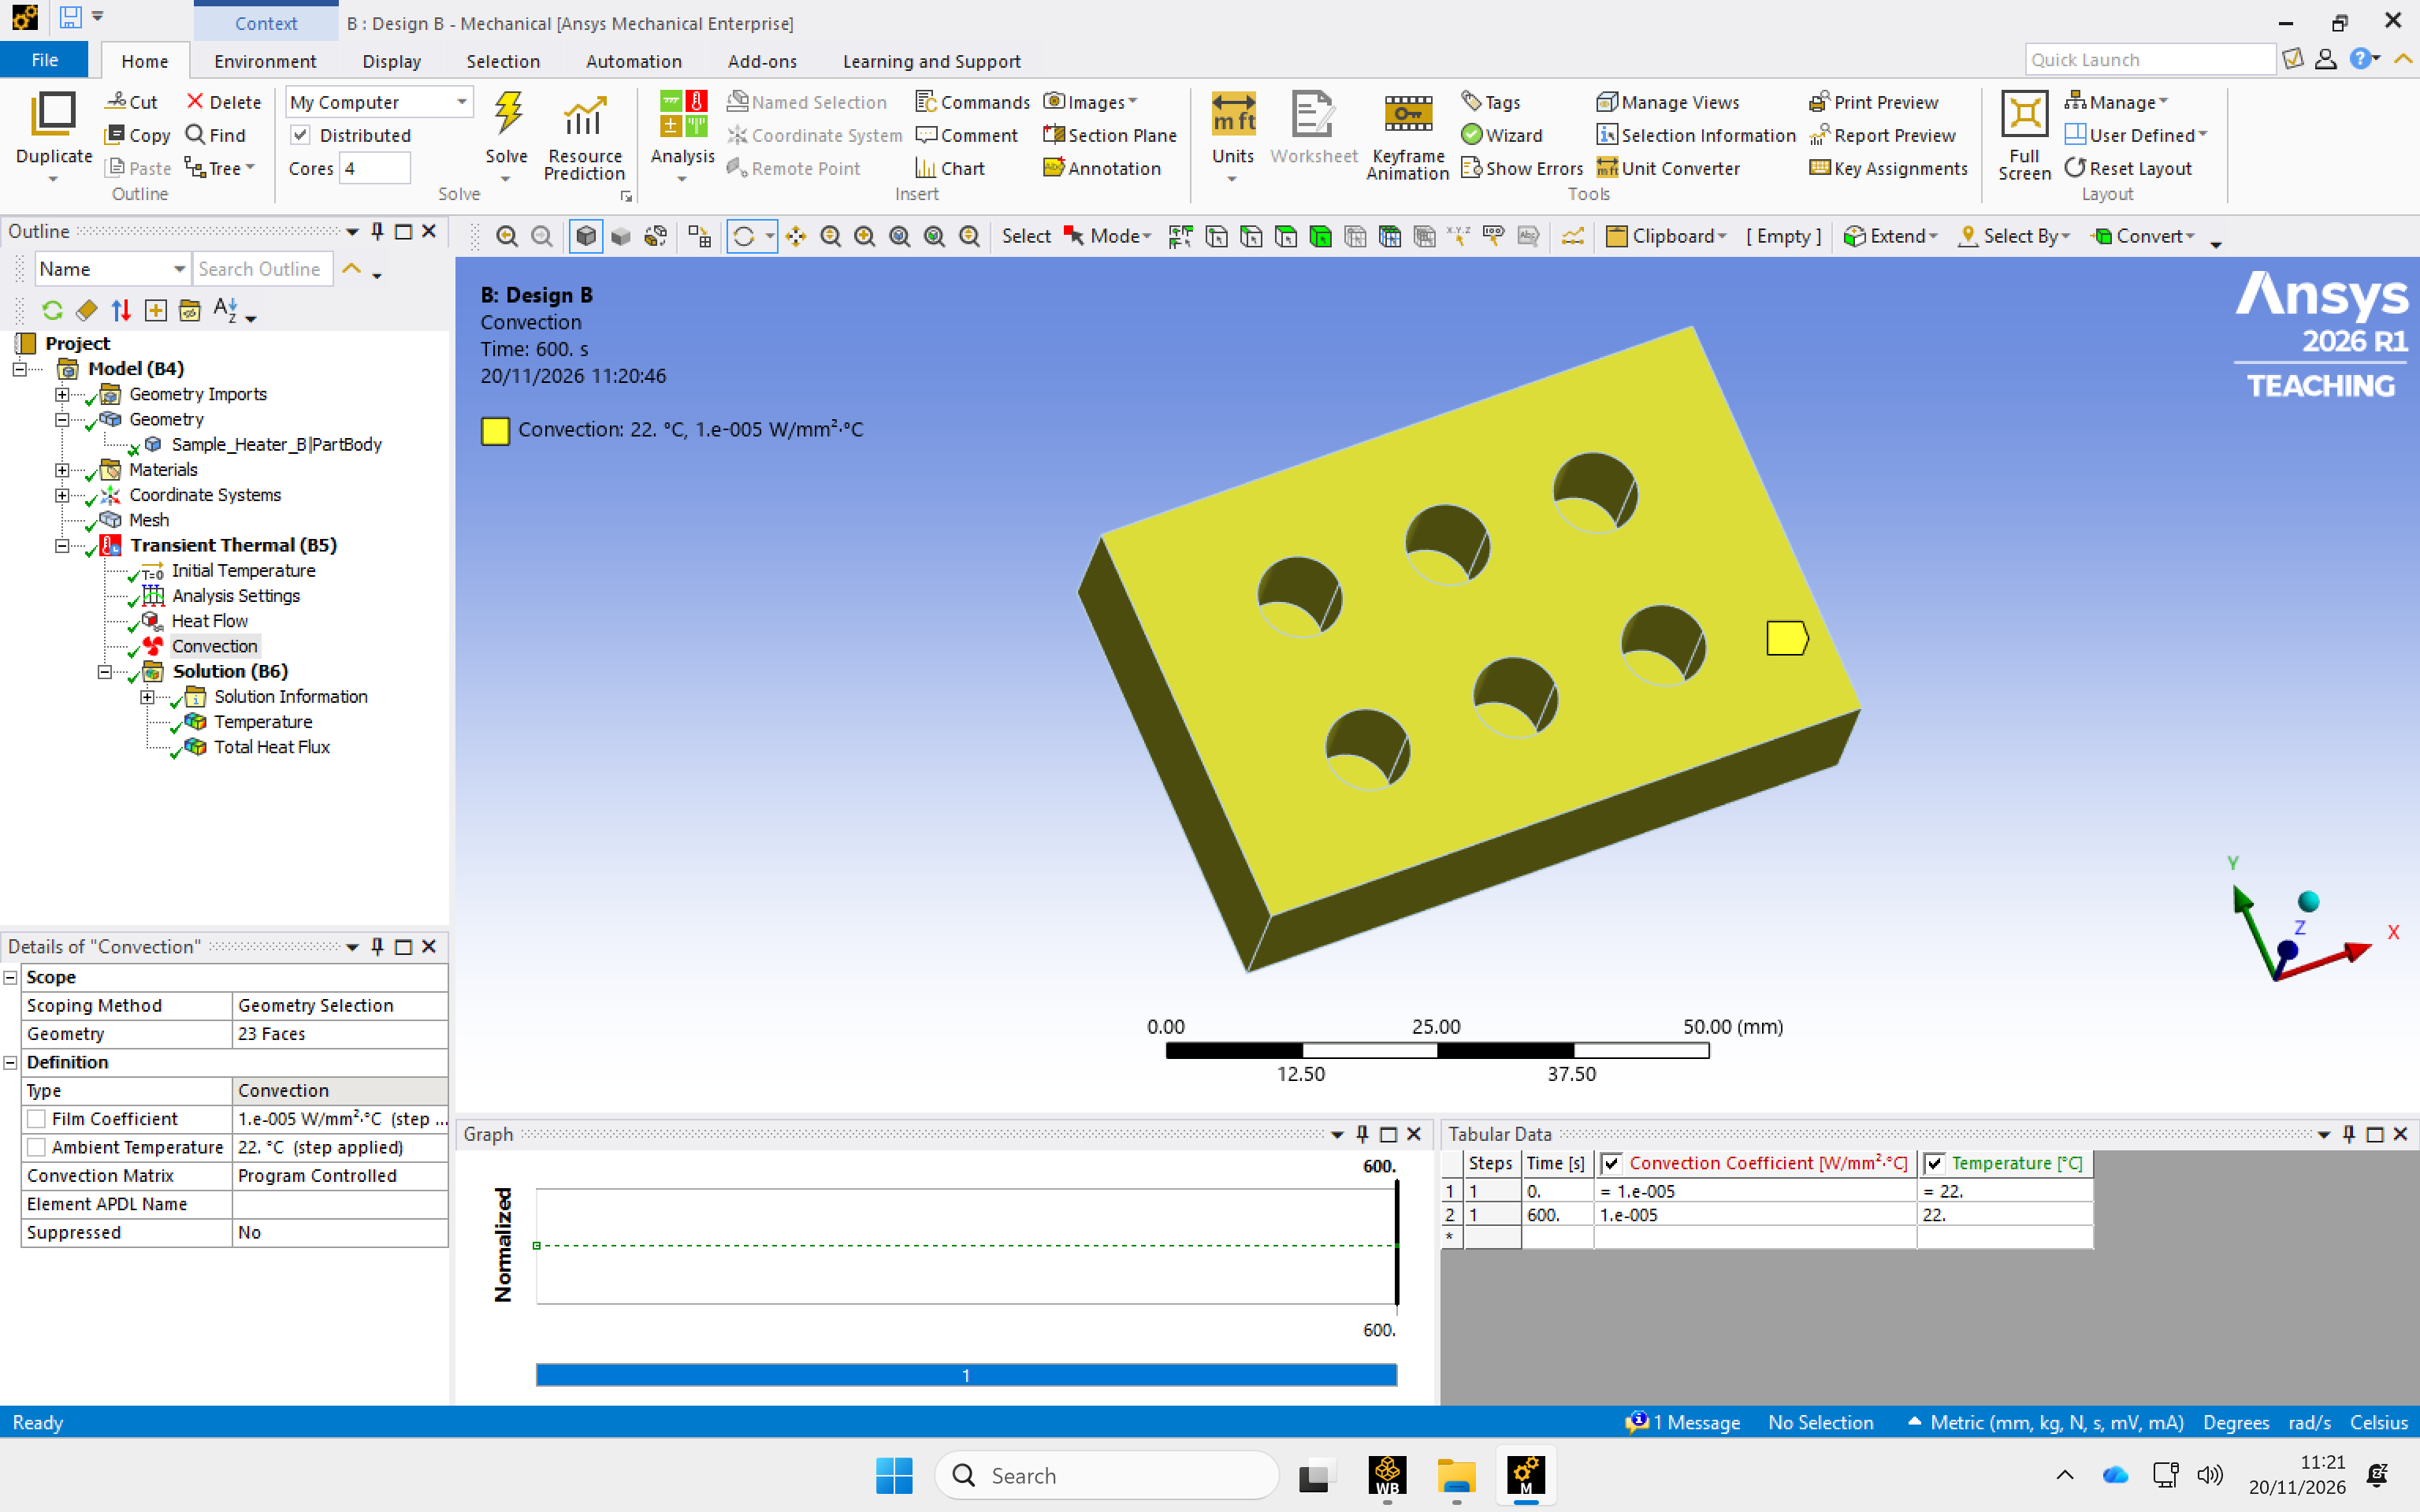 Context
B : Design B - Mechanical [Ansys Mechanical Enterprise]
File
Home
Environment
Display
Selection
Automation
Add-ons
Learning and Support
Quick Launch
Duplicate
Cut
Copy
Paste
Delete
Find
Tree
Outline
My Computer
Distributed
Cores 4
Solve
Resource
Prediction
Solve
Analysis
Named Selection
Coordinate System
Remote Point
Commands
Comment
Chart
Images
Section Plane
Annotation
Insert
Units
Worksheet
Keyframe
Animation
Tags
Wizard
Show Errors
Manage Views
Selection Information
Unit Converter
Print Preview
Report Preview
Key Assignments
Tools
Full
Screen
Manage
User Defined
Reset Layout
Layout
Outline
Name
Search Outline
Select
Mode
Clipboard
[ Empty ]
Extend
Select By
Convert
Project
Model (B4)
Geometry Imports
Geometry
Sample_Heater_B|PartBody
Materials
Coordinate Systems
Mesh
Transient Thermal (B5)
Initial Temperature
Analysis Settings
Heat Flow
Convection
Solution (B6)
Solution Information
Temperature
Total Heat Flux
B: Design B
Convection
Time: 600. s
20/11/2026 11:20:46
Convection: 22. °C, 1.e-005 W/mm²·°C
Ansys
2026 R1
TEACHING
Y
Z
X
0.00
25.00
50.00 (mm)
12.50
37.50
Details of "Convection"
Scope
Scoping Method
Geometry Selection
Geometry
23 Faces
Definition
Type
Convection
Film Coefficient
1.e-005 W/mm²·°C (step ...
Ambient Temperature
22. °C (step applied)
Convection Matrix
Program Controlled
Element APDL Name
Suppressed
No
Graph
600.
Normalized
600.
1
Tabular Data
Steps
Time [s]
Convection Coefficient [W/mm²·°C]
Temperature [°C]
1
1
0.
= 1.e-005
= 22.
2
1
600.
1.e-005
22.
*
Ready
1 Message
No Selection
Metric (mm, kg, N, s, mV, mA)
Degrees
rad/s
Celsius
Search
WB
M
11:21
20/11/2026